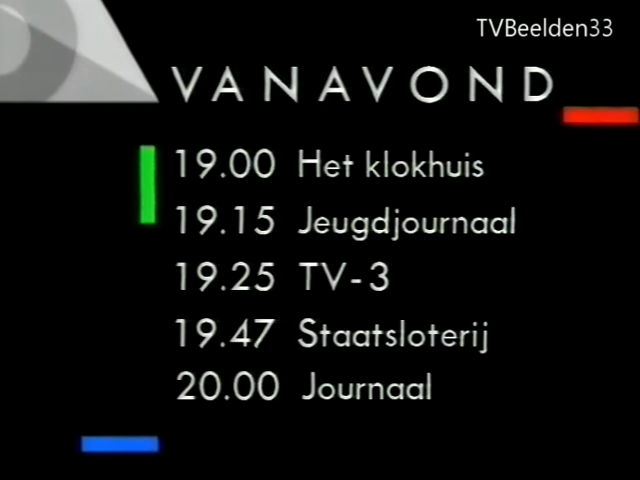 TVBeelden33
VANAVOND
19.00 Het klokhuis
19.15 Jeugdjournaal
19.25 TV-3
19.47 Staatsloterij
20.00 Journaal